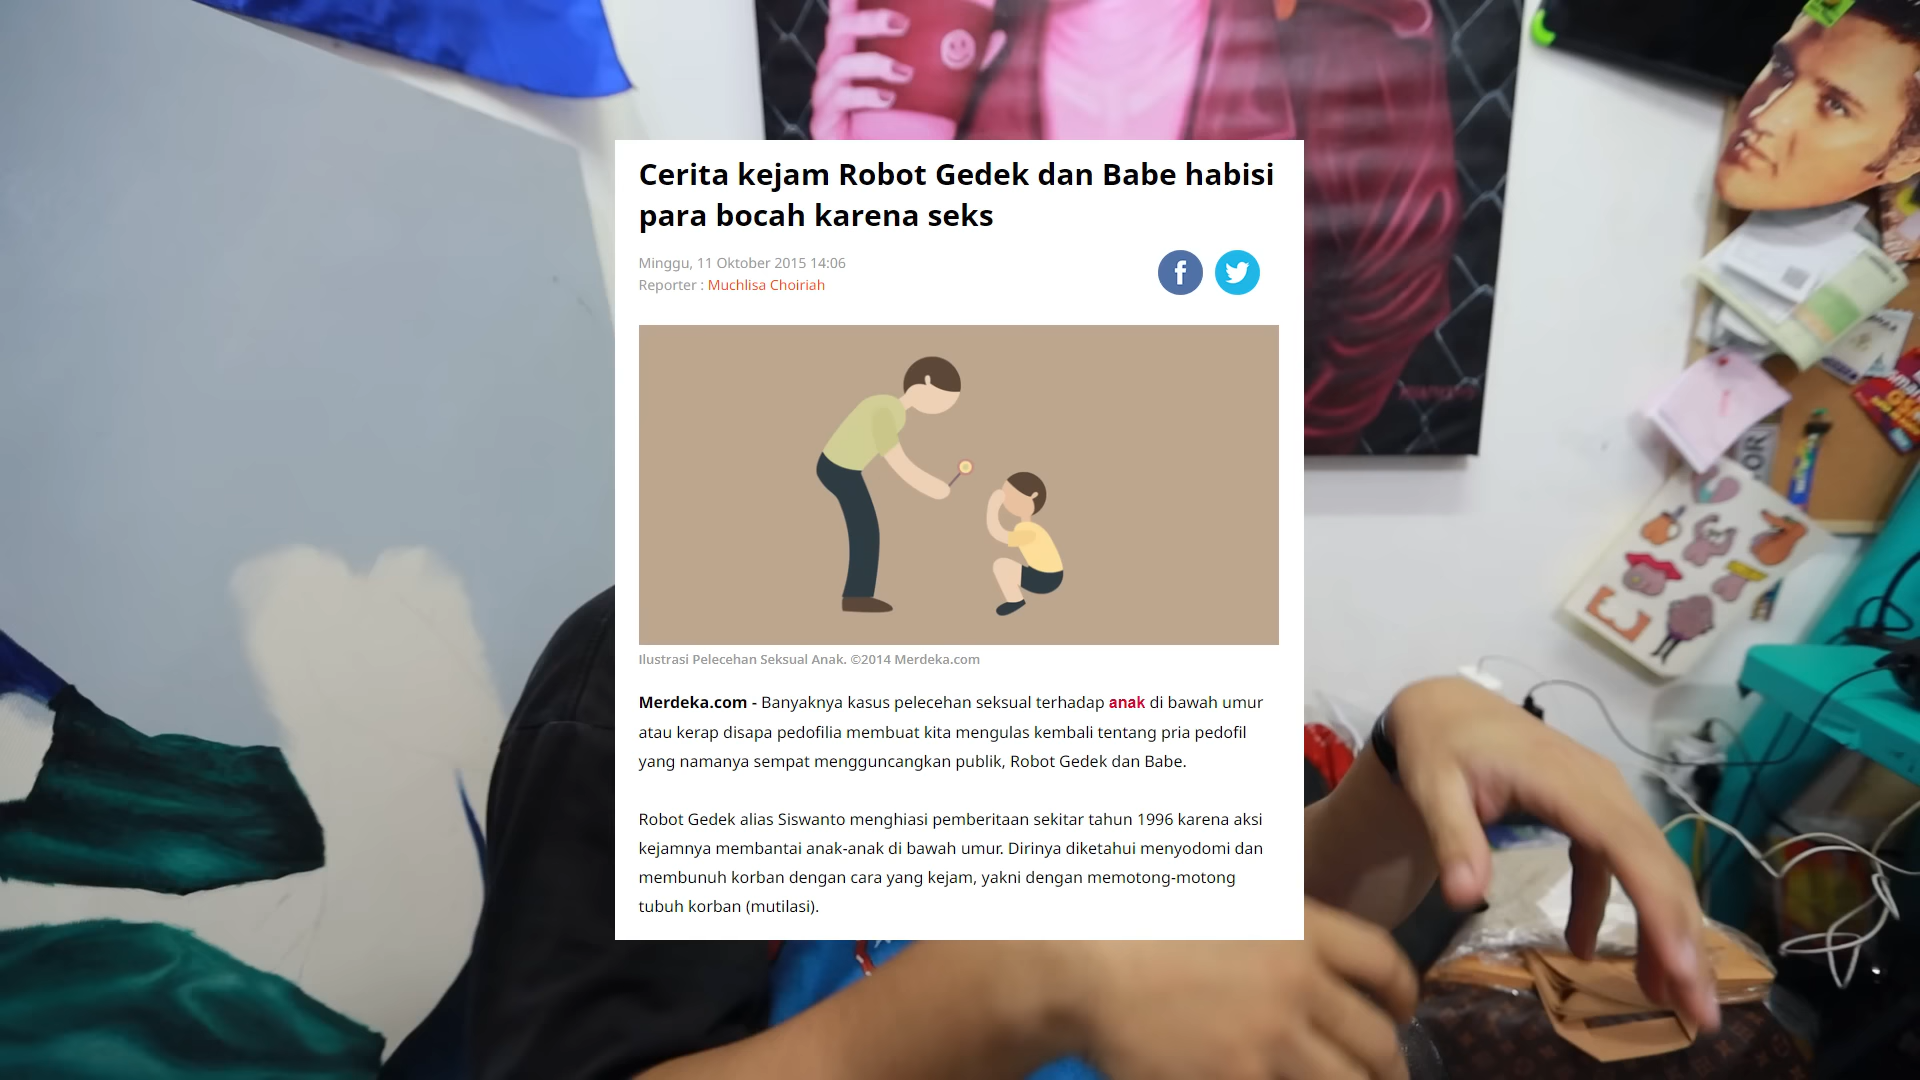 Cerita kejam Robot Gedek dan Babe habisi
para bocah karena seks
Minggu, 11 Oktober 2015 14:06
Reporter : Muchlisa Choiriah
Ilustrasi Pelecehan Seksual Anak. ©2014 Merdeka.com
Merdeka.com - Banyaknya kasus pelecehan seksual terhadap anak di bawah umur
atau kerap disapa pedofilia membuat kita mengulas kembali tentang pria pedofil
yang namanya sempat mengguncangkan publik, Robot Gedek dan Babe.
Robot Gedek alias Siswanto menghiasi pemberitaan sekitar tahun 1996 karena aksi
kejamnya membantai anak-anak di bawah umur. Dirinya diketahui menyodomi dan
membunuh korban dengan cara yang kejam, yakni dengan memotong-motong
tubuh korban (mutilasi).